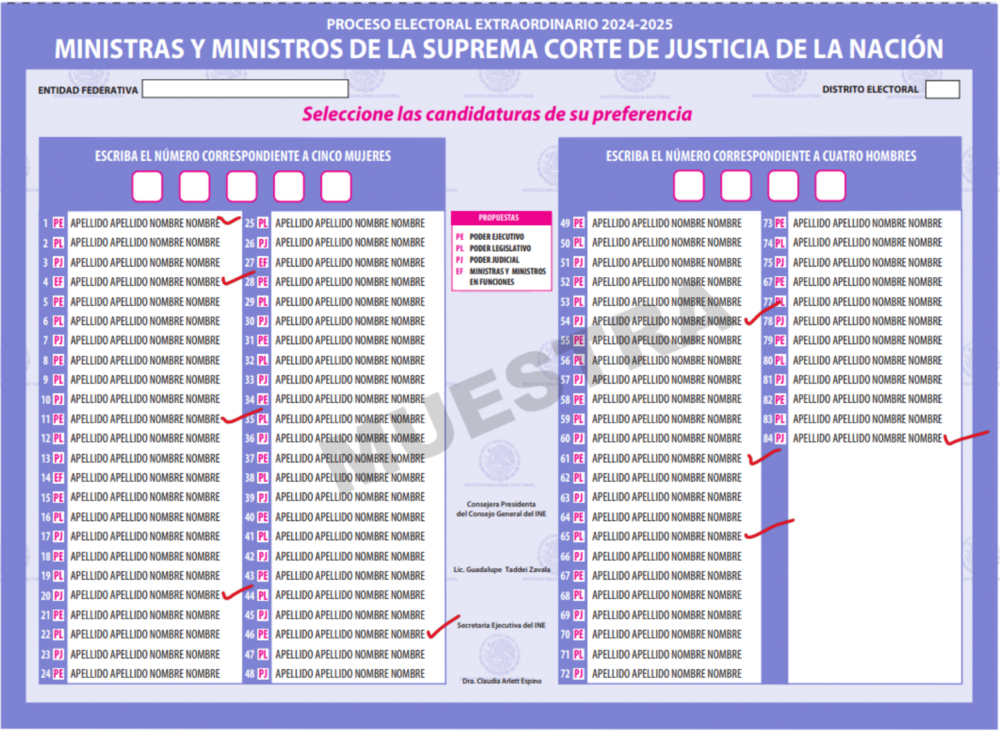 PROCESO ELECTORAL EXTRAORDINARIO 2024-2025
MINISTRAS Y MINISTROS DE LA SUPREMA CORTE DE JUSTICIA DE LA NACIÓN
ENTIDAD FEDERATIVA
DISTRITO ELECTORAL
Seleccione las candidaturas de su preferencia
ESCRIBA EL NÚMERO CORRESPONDIENTE A CINCO MUJERES
1 PE APELLIDO APELLIDO NOMBRE NOMBRE
2 PL APELLIDO APELLIDO NOMBRE NOMBRE
3 PJ APELLIDO APELLIDO NOMBRE NOMBRE
4 EF APELLIDO APELLIDO NOMBRE NOMBRE
5 PE APELLIDO APELLIDO NOMBRE NOMBRE
6 PL APELLIDO APELLIDO NOMBRE NOMBRE
7 PJ APELLIDO APELLIDO NOMBRE NOMBRE
8 PE APELLIDO APELLIDO NOMBRE NOMBRE
9 PL APELLIDO APELLIDO NOMBRE NOMBRE
10 PJ APELLIDO APELLIDO NOMBRE NOMBRE
11 PE APELLIDO APELLIDO NOMBRE NOMBRE
12 PL APELLIDO APELLIDO NOMBRE NOMBRE
13 PJ APELLIDO APELLIDO NOMBRE NOMBRE
14 EF APELLIDO APELLIDO NOMBRE NOMBRE
15 PE APELLIDO APELLIDO NOMBRE NOMBRE
16 PL APELLIDO APELLIDO NOMBRE NOMBRE
17 PJ APELLIDO APELLIDO NOMBRE NOMBRE
18 PE APELLIDO APELLIDO NOMBRE NOMBRE
19 PL APELLIDO APELLIDO NOMBRE NOMBRE
20 PJ APELLIDO APELLIDO NOMBRE NOMBRE
21 PE APELLIDO APELLIDO NOMBRE NOMBRE
22 PL APELLIDO APELLIDO NOMBRE NOMBRE
23 PJ APELLIDO APELLIDO NOMBRE NOMBRE
24 PE APELLIDO APELLIDO NOMBRE NOMBRE
25 PL APELLIDO APELLIDO NOMBRE NOMBRE
26 PJ APELLIDO APELLIDO NOMBRE NOMBRE
27 EF APELLIDO APELLIDO NOMBRE NOMBRE
28 PE APELLIDO APELLIDO NOMBRE NOMBRE
29 PL APELLIDO APELLIDO NOMBRE NOMBRE
30 PJ APELLIDO APELLIDO NOMBRE NOMBRE
31 PE APELLIDO APELLIDO NOMBRE NOMBRE
32 PL APELLIDO APELLIDO NOMBRE NOMBRE
33 PJ APELLIDO APELLIDO NOMBRE NOMBRE
34 PE APELLIDO APELLIDO NOMBRE NOMBRE
35 PL APELLIDO APELLIDO NOMBRE NOMBRE
36 PJ APELLIDO APELLIDO NOMBRE NOMBRE
37 PE APELLIDO APELLIDO NOMBRE NOMBRE
38 PL APELLIDO APELLIDO NOMBRE NOMBRE
39 PJ APELLIDO APELLIDO NOMBRE NOMBRE
40 PE APELLIDO APELLIDO NOMBRE NOMBRE
41 PL APELLIDO APELLIDO NOMBRE NOMBRE
42 PJ APELLIDO APELLIDO NOMBRE NOMBRE
43 PE APELLIDO APELLIDO NOMBRE NOMBRE
44 PL APELLIDO APELLIDO NOMBRE NOMBRE
45 PJ APELLIDO APELLIDO NOMBRE NOMBRE
46 PE APELLIDO APELLIDO NOMBRE NOMBRE
47 PL APELLIDO APELLIDO NOMBRE NOMBRE
48 PJ APELLIDO APELLIDO NOMBRE NOMBRE
PROPUESTAS
PE PODER EJECUTIVO
PL PODER LEGISLATIVO
PJ PODER JUDICIAL
EF MINISTRAS Y MINISTROS
EN FUNCIONES
MUESTRA
INSTITUTO NACIONAL ELECTORAL
Consejera Presidenta
del Consejo General del INE
Lic. Guadalupe Taddei Zavala
Secretaria Ejecutiva del INE
Dra. Claudia Arlett Espino
ESCRIBA EL NÚMERO CORRESPONDIENTE A CUATRO HOMBRES
49 PE APELLIDO APELLIDO NOMBRE NOMBRE
50 PL APELLIDO APELLIDO NOMBRE NOMBRE
51 PJ APELLIDO APELLIDO NOMBRE NOMBRE
52 PE APELLIDO APELLIDO NOMBRE NOMBRE
53 PL APELLIDO APELLIDO NOMBRE NOMBRE
54 PJ APELLIDO APELLIDO NOMBRE NOMBRE
55 PE APELLIDO APELLIDO NOMBRE NOMBRE
56 PL APELLIDO APELLIDO NOMBRE NOMBRE
57 PJ APELLIDO APELLIDO NOMBRE NOMBRE
58 PE APELLIDO APELLIDO NOMBRE NOMBRE
59 PL APELLIDO APELLIDO NOMBRE NOMBRE
60 PJ APELLIDO APELLIDO NOMBRE NOMBRE
61 PE APELLIDO APELLIDO NOMBRE NOMBRE
62 PL APELLIDO APELLIDO NOMBRE NOMBRE
63 PJ APELLIDO APELLIDO NOMBRE NOMBRE
64 PE APELLIDO APELLIDO NOMBRE NOMBRE
65 PL APELLIDO APELLIDO NOMBRE NOMBRE
66 PJ APELLIDO APELLIDO NOMBRE NOMBRE
67 PE APELLIDO APELLIDO NOMBRE NOMBRE
68 PL APELLIDO APELLIDO NOMBRE NOMBRE
69 PJ APELLIDO APELLIDO NOMBRE NOMBRE
70 PE APELLIDO APELLIDO NOMBRE NOMBRE
71 PL APELLIDO APELLIDO NOMBRE NOMBRE
72 PJ APELLIDO APELLIDO NOMBRE NOMBRE
73 PE APELLIDO APELLIDO NOMBRE NOMBRE
74 PL APELLIDO APELLIDO NOMBRE NOMBRE
75 PJ APELLIDO APELLIDO NOMBRE NOMBRE
67 PE APELLIDO APELLIDO NOMBRE NOMBRE
77 PL APELLIDO APELLIDO NOMBRE NOMBRE
78 PJ APELLIDO APELLIDO NOMBRE NOMBRE
79 PE APELLIDO APELLIDO NOMBRE NOMBRE
80 PL APELLIDO APELLIDO NOMBRE NOMBRE
81 PJ APELLIDO APELLIDO NOMBRE NOMBRE
82 PE APELLIDO APELLIDO NOMBRE NOMBRE
83 PL APELLIDO APELLIDO NOMBRE NOMBRE
84 PJ APELLIDO APELLIDO NOMBRE NOMBRE